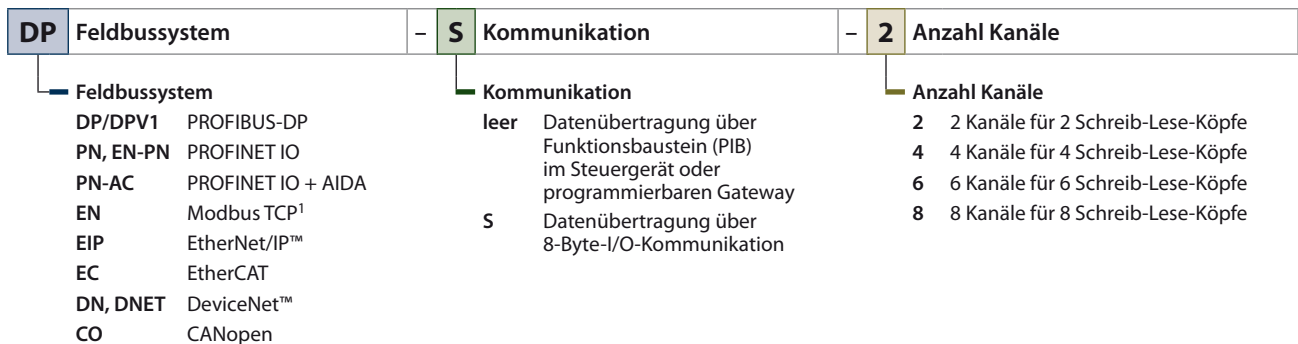 DP Feldbussystem – S Kommunikation – 2 Anzahl Kanäle
Feldbussystem
DP/DPV1 PROFIBUS-DP
PN, EN-PN PROFINET IO
PN-AC PROFINET IO + AIDA
EN Modbus TCP¹
EIP EtherNet/IP™
EC EtherCAT
DN, DNET DeviceNet™
CO CANopen
Kommunikation
leer Datenübertragung über
Funktionsbaustein (PIB)
im Steuergerät oder
programmierbaren Gateway
S Datenübertragung über
8-Byte-I/O-Kommunikation
Anzahl Kanäle
2 2 Kanäle für 2 Schreib-Lese-Köpfe
4 4 Kanäle für 4 Schreib-Lese-Köpfe
6 6 Kanäle für 6 Schreib-Lese-Köpfe
8 8 Kanäle für 8 Schreib-Lese-Köpfe